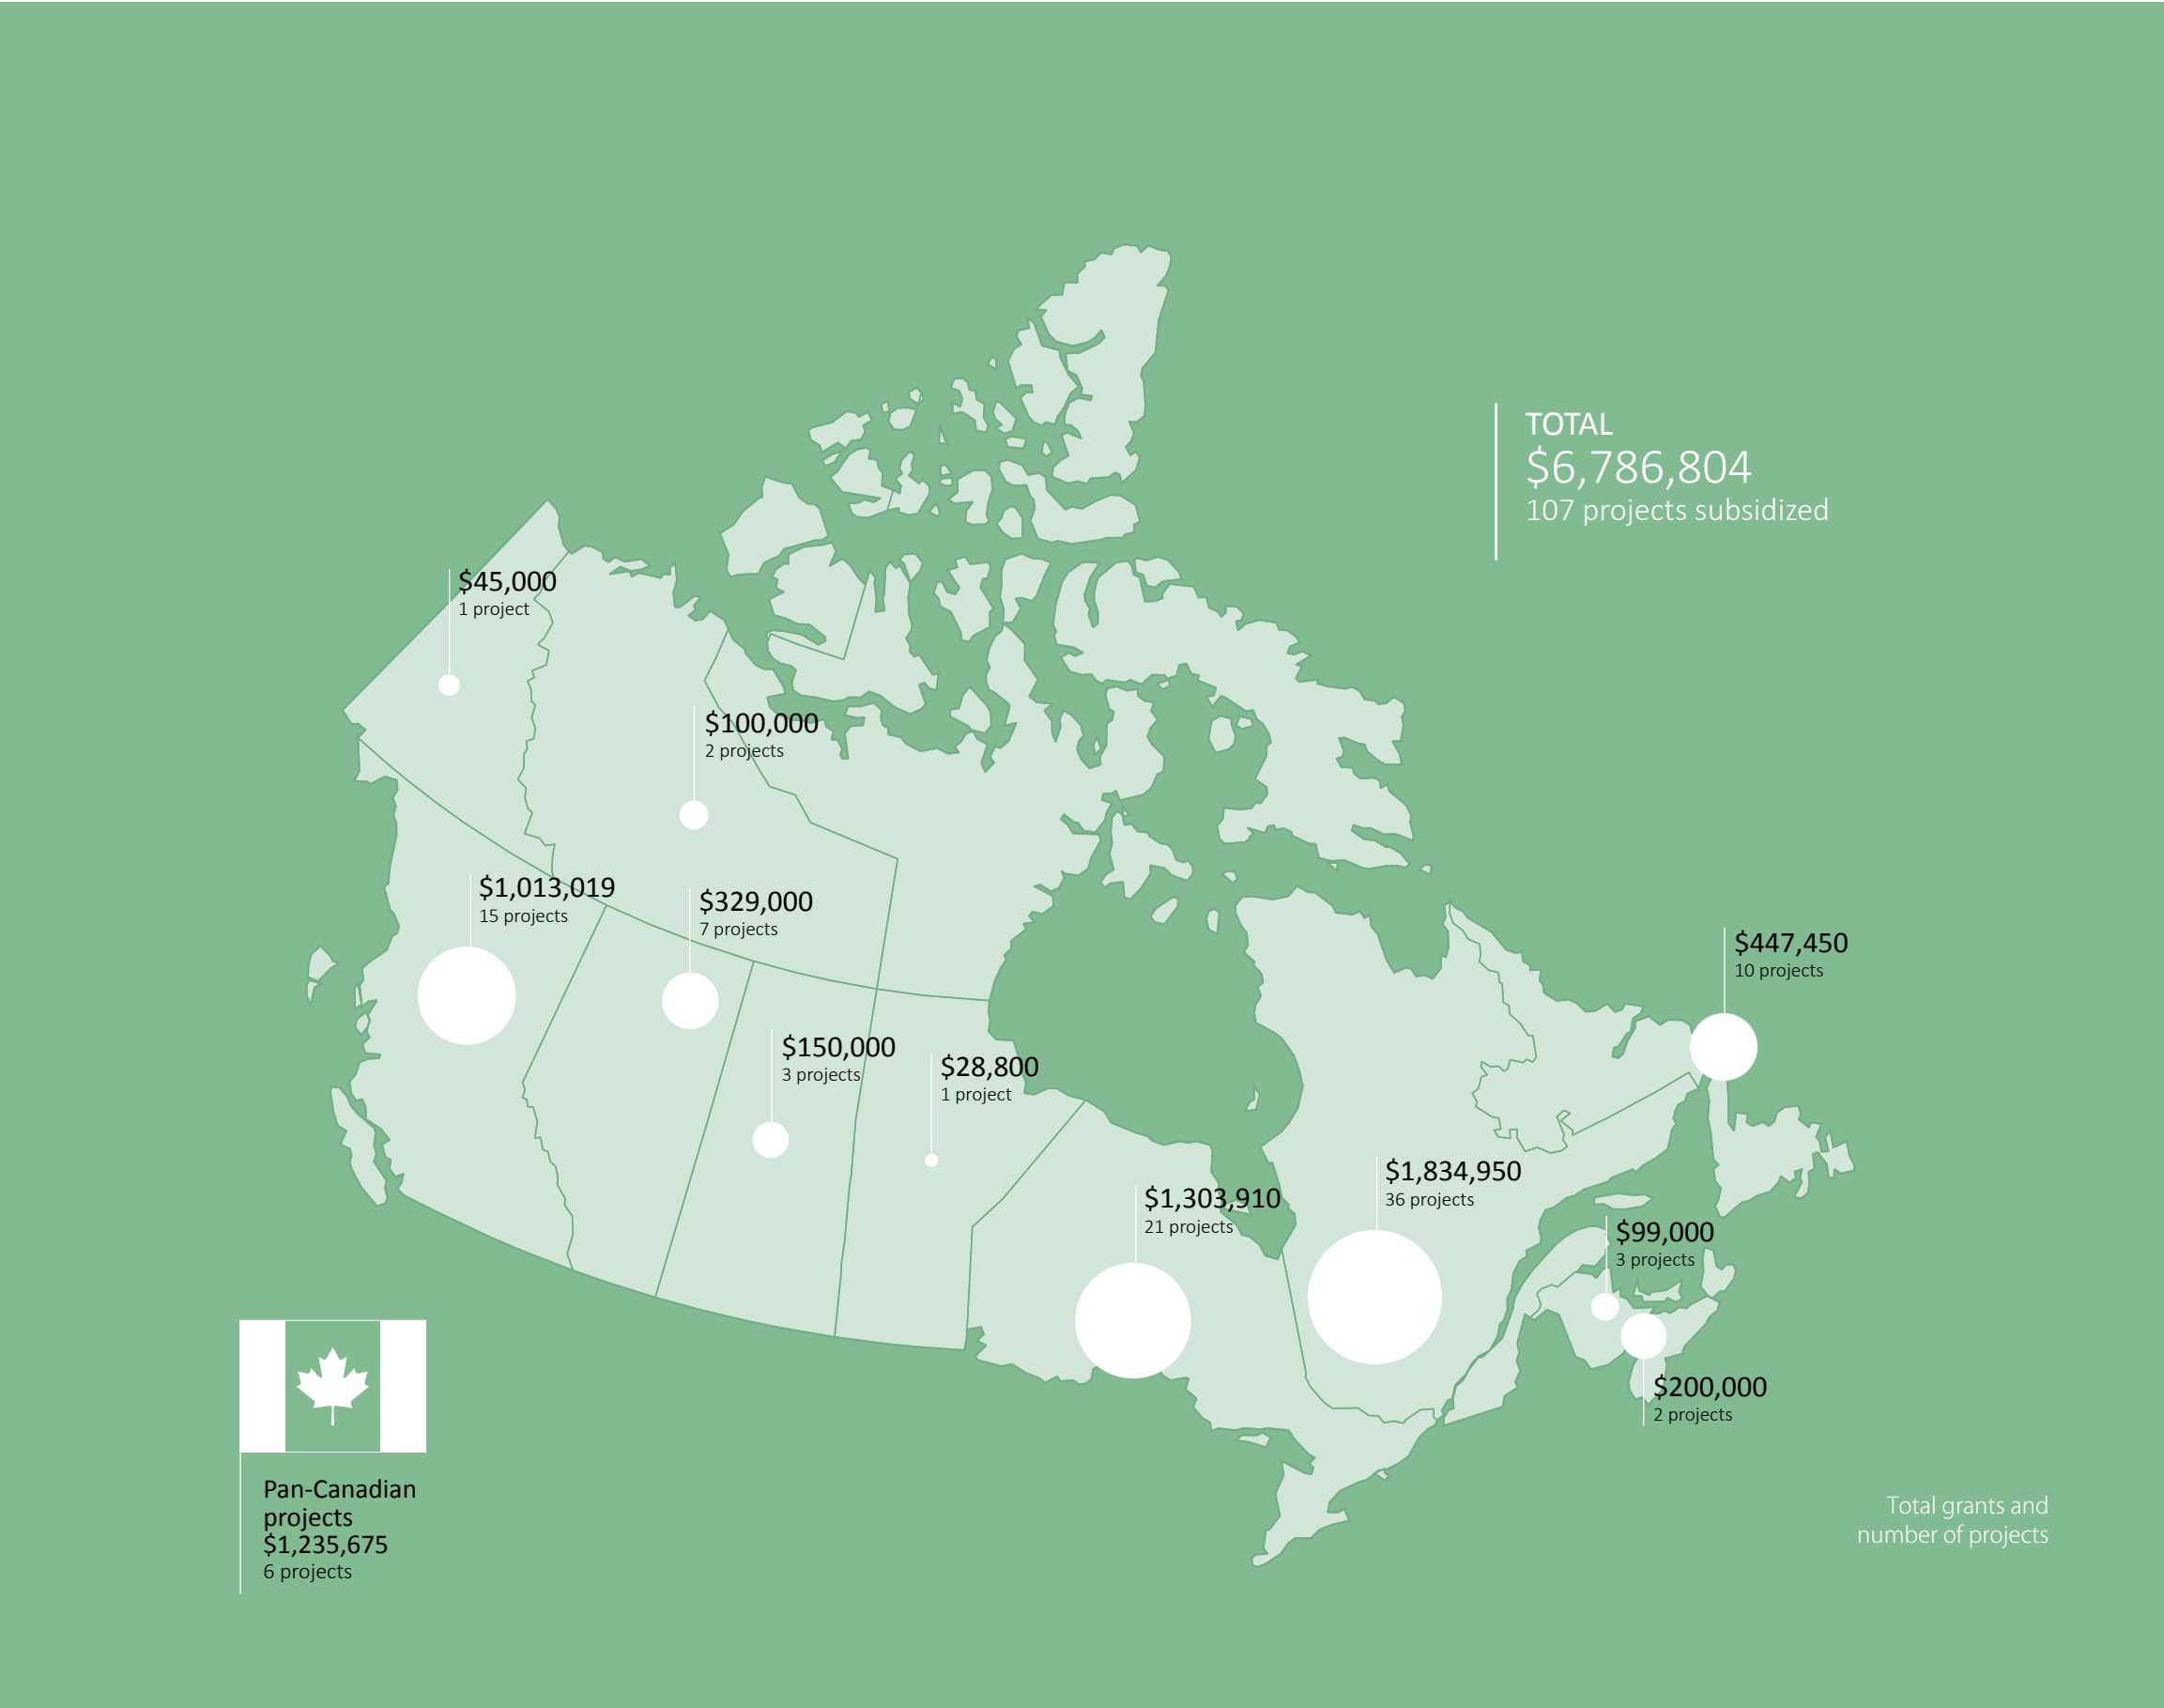 TOTAL
$6,786,804
107 projects subsidized
$45,000
1 project
$100,000
2 projects
$1,013,019
15 projects
$329,000
7 projects
$447,450
10 projects
$150,000
3 projects
$28,800
1 project
$1,834,950
36 projects
$1,303,910
21 projects
$99,000
3 projects
$200,000
2 projects
Pan-Canadian
projects
$1,235,675
6 projects
Total grants and
number of projects